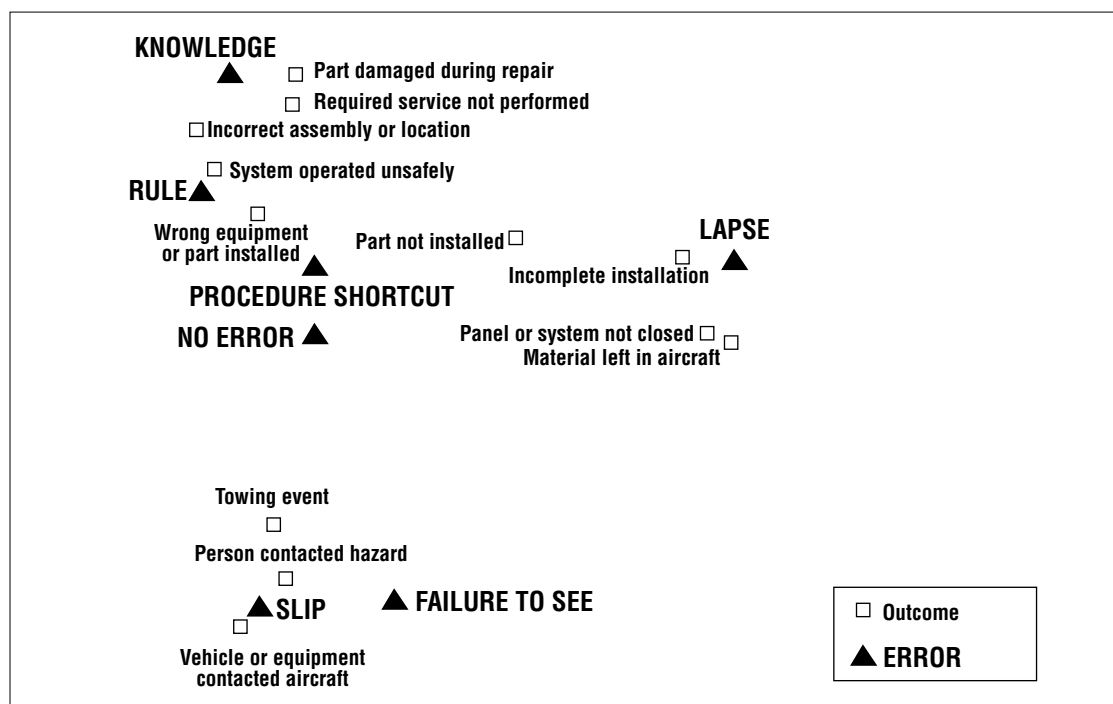 KNOWLEDGE
Part damaged during repair
Required service not performed
Incorrect assembly or location
System operated unsafely
RULE
Wrong equipment
or part installed
Part not installed
LAPSE
Incomplete installation
PROCEDURE SHORTCUT
NO ERROR
Panel or system not closed
Material left in aircraft
Towing event
Person contacted hazard
SLIP
FAILURE TO SEE
Vehicle or equipment
contacted aircraft
Outcome
ERROR